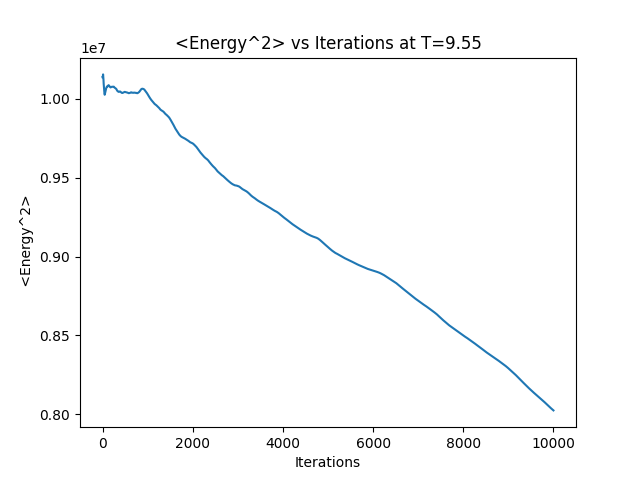 <Energy^2> vs Iterations at T=9.55
1e7
1.00
0.95
0.90
0.85
0.80
<Energy^2>
0 2000 4000 6000 8000 10000
Iterations